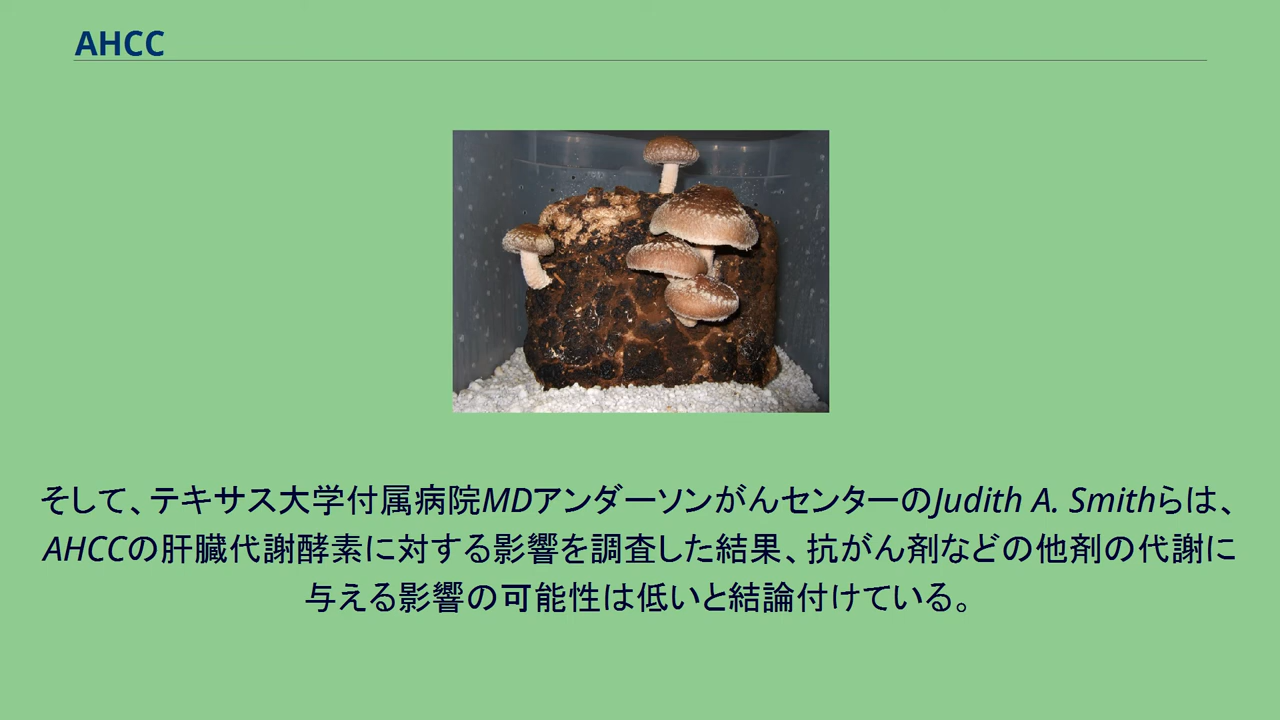 AHCC
そして、テキサス大学付属病院MDアンダーソンがんセンターのJudith A. Smithらは、
AHCCの肝臓代謝酵素に対する影響を調査した結果、抗がん剤などの他剤の代謝に
与える影響の可能性は低いと結論付けている。